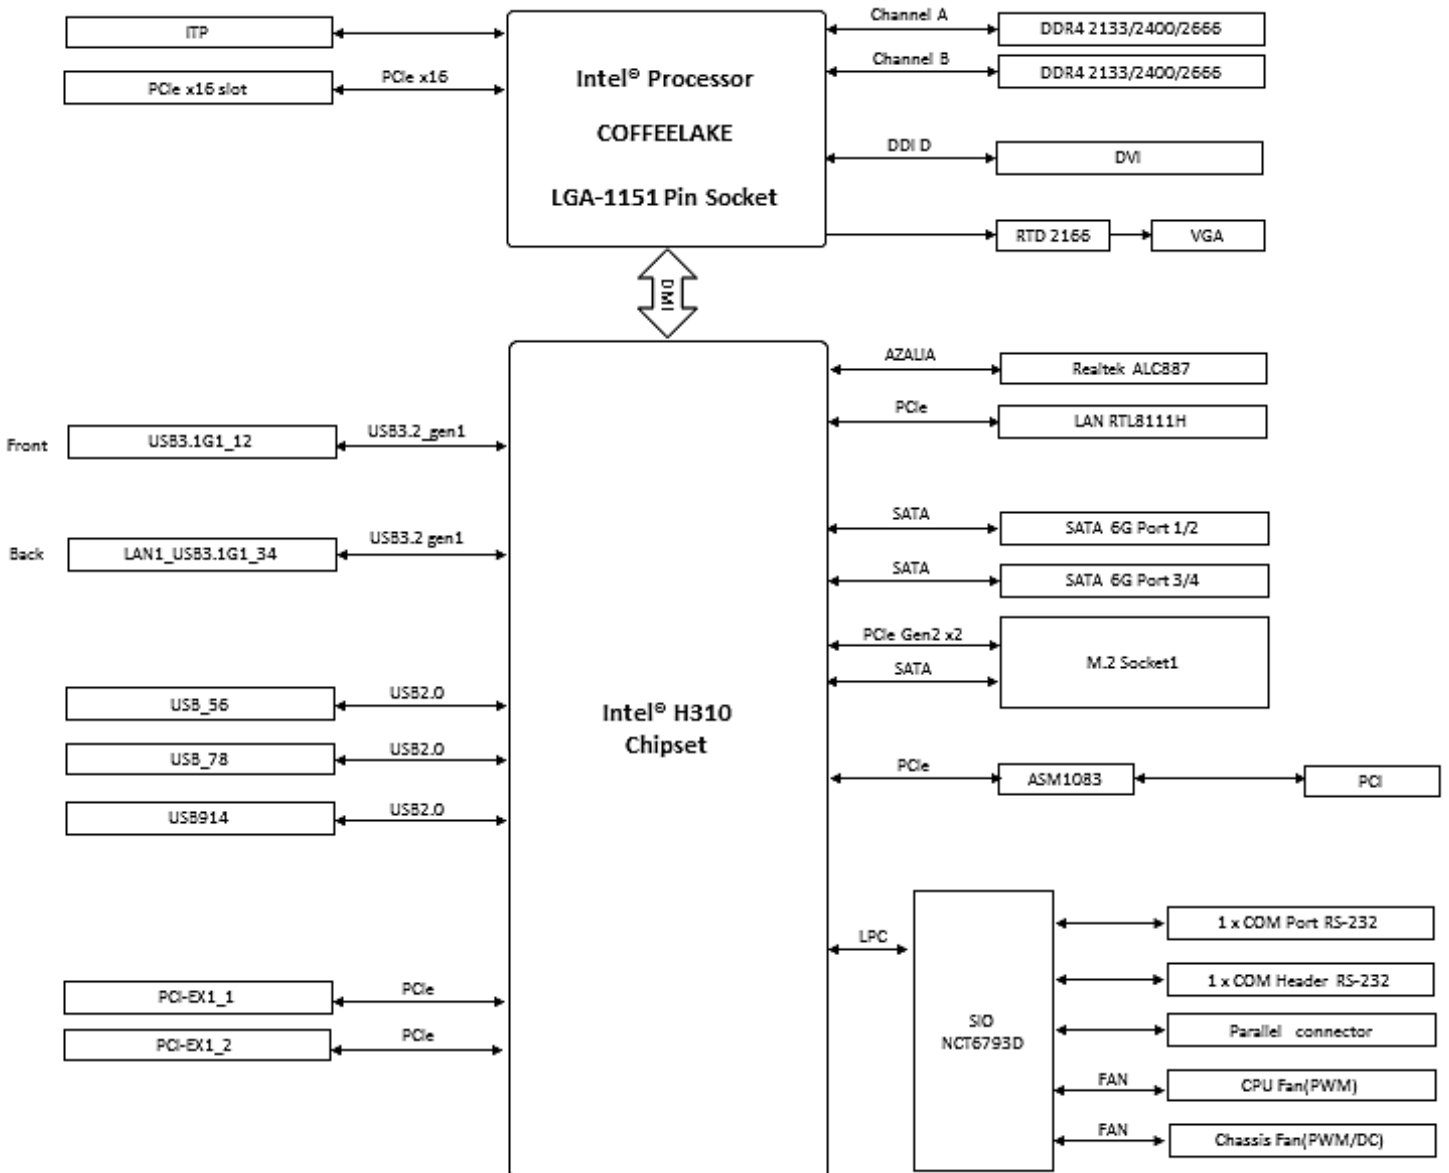 ITP
PCIe x16 slot
PCIe x16
Intel® Processor
COFFEELAKE
LGA-1151 Pin Socket
Channel A
DDR4 2133/2400/2666
Channel B
DDR4 2133/2400/2666
DDI D
DVI
RTD 2166
VGA
DMI
Front
USB3.1G1_12
USB3.2_gen1
Back
LAN1_USB3.1G1_34
USB3.2 gen1
USB_56
USB2.0
USB_78
USB2.0
USB914
USB2.0
PCI-EX1_1
PCIe
PCI-EX1_2
PCIe
Intel® H310
Chipset
AZALIA
Realtek ALC887
PCIe
LAN RTL8111H
SATA
SATA 6G Port 1/2
SATA
SATA 6G Port 3/4
PCIe Gen2 x2
SATA
M.2 Socket1
PCIe
ASM1083
PCI
LPC
SIO
NCT6793D
1 x COM Port RS-232
1 x COM Header RS-232
Parallel connector
FAN
CPU Fan(PWM)
FAN
Chassis Fan(PWM/DC)